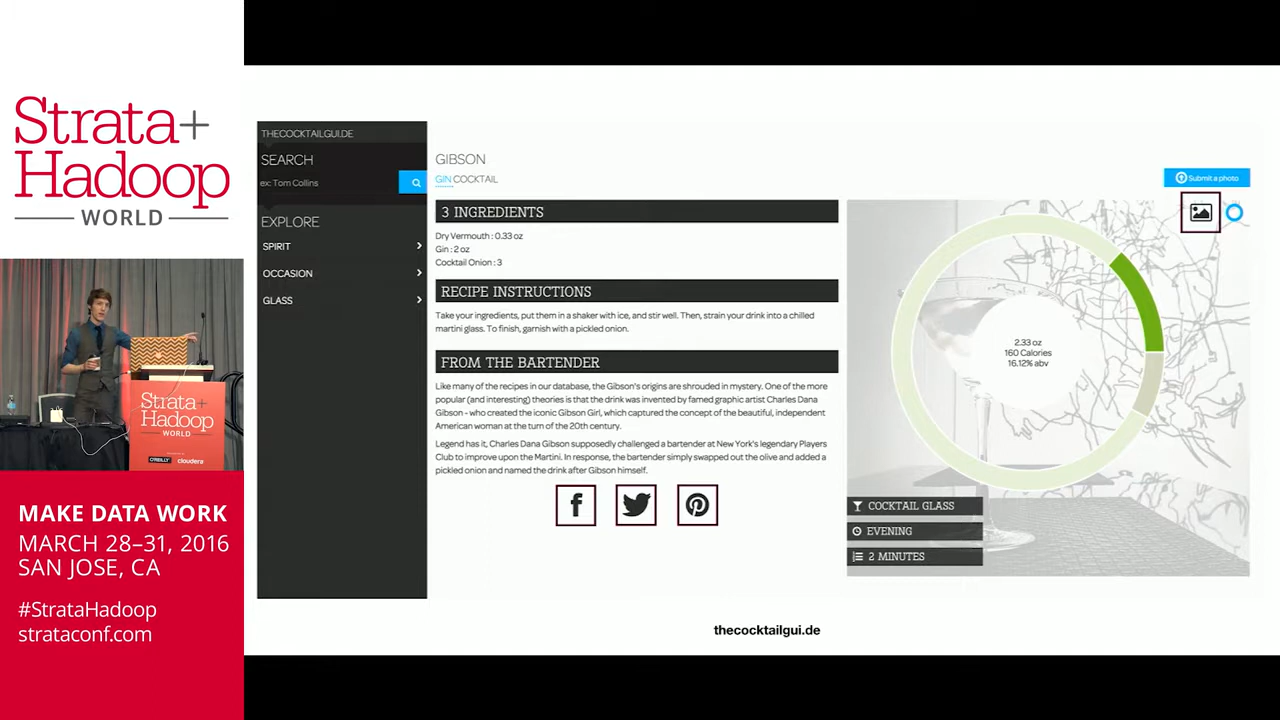 Strata+
Hadoop
WORLD
Strata+
Hadoop
WORLD
O'REILLY cloudera
MAKE DATA WORK
MARCH 28–31, 2016
SAN JOSE, CA
#StrataHadoop
strataconf.com
THECOCKTAILGUI.DE
SEARCH
ex: Tom Collins
EXPLORE
SPIRIT
OCCASION
GLASS
GIBSON
GIN COCKTAIL
3 INGREDIENTS
Dry Vermouth : 0.33 oz
Gin : 2 oz
Cocktail Onion : 3
RECIPE INSTRUCTIONS
Take your ingredients, put them in a shaker with ice, and stir well. Then, strain your drink into a chilled
martini glass. To finish, garnish with a pickled onion.
FROM THE BARTENDER
Like many of the recipes in our database, the Gibson's origins are shrouded in mystery. One of the more
popular (and interesting) theories is that the drink was invented by famed graphic artist Charles Dana
Gibson - who created the iconic Gibson Girl, which captured the concept of the beautiful, independent
American woman at the turn of the 20th century.
Legend has it, Charles Dana Gibson supposedly challenged a bartender at New York's legendary Players
Club to improve upon the Martini. In response, the bartender simply swapped out the olive and added a
pickled onion and named the drink after Gibson himself.
Submit a photo
2.33 oz
160 Calories
16.12% abv
COCKTAIL GLASS
EVENING
2 MINUTES
thecocktailgui.de